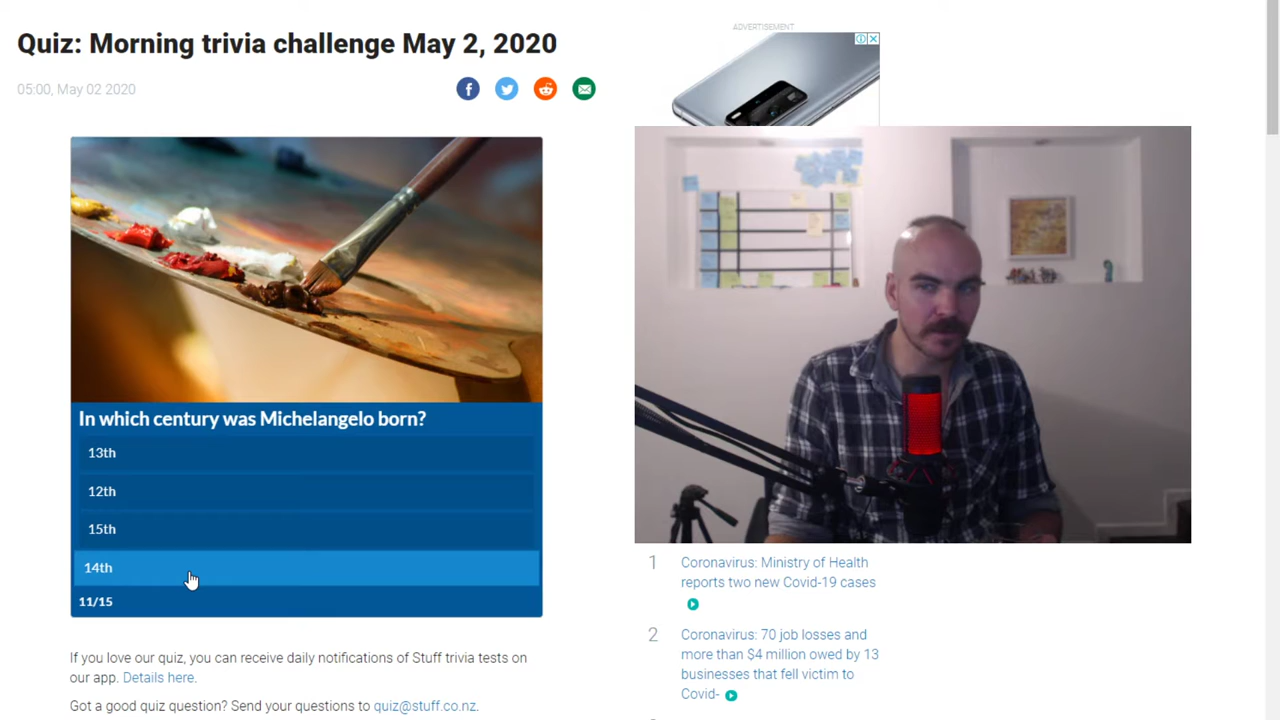 Quiz: Morning trivia challenge May 2, 2020
05:00, May 02 2020
In which century was Michelangelo born?
13th
12th
15th
14th
11/15
If you love our quiz, you can receive daily notifications of Stuff trivia tests on
our app. Details here.
Got a good quiz question? Send your questions to quiz@stuff.co.nz.
ADVERTISEMENT
1
Coronavirus: Ministry of Health
reports two new Covid-19 cases
2
Coronavirus: 70 job losses and
more than $4 million owed by 13
businesses that fell victim to
Covid-